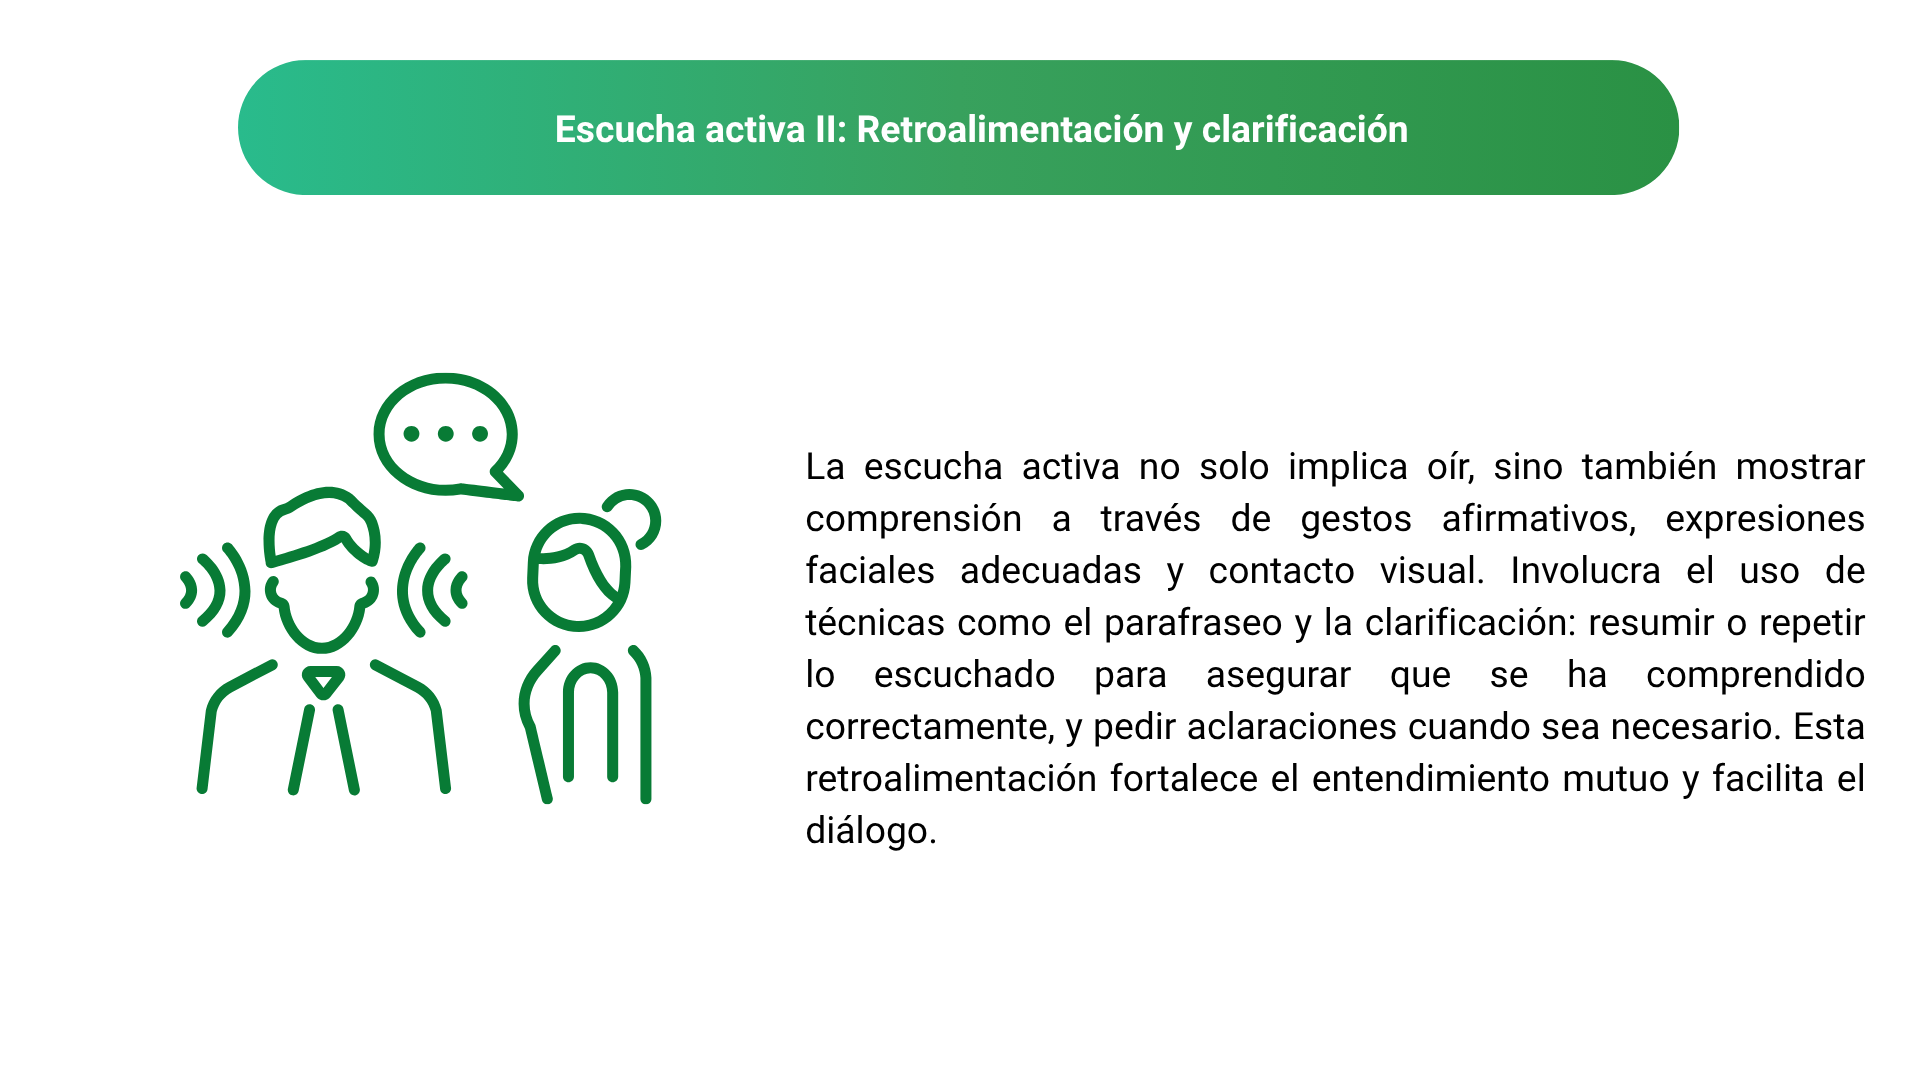 Escucha activa II: Retroalimentación y clarificación
La escucha activa no solo implica oír, sino también mostrar
comprensión a través de gestos afirmativos, expresiones
faciales adecuadas y contacto visual. Involucra el uso de
técnicas como el parafraseo y la clarificación: resumir o repetir
lo escuchado para asegurar que se ha comprendido
correctamente, y pedir aclaraciones cuando sea necesario. Esta
retroalimentación fortalece el entendimiento mutuo y facilita el
diálogo.